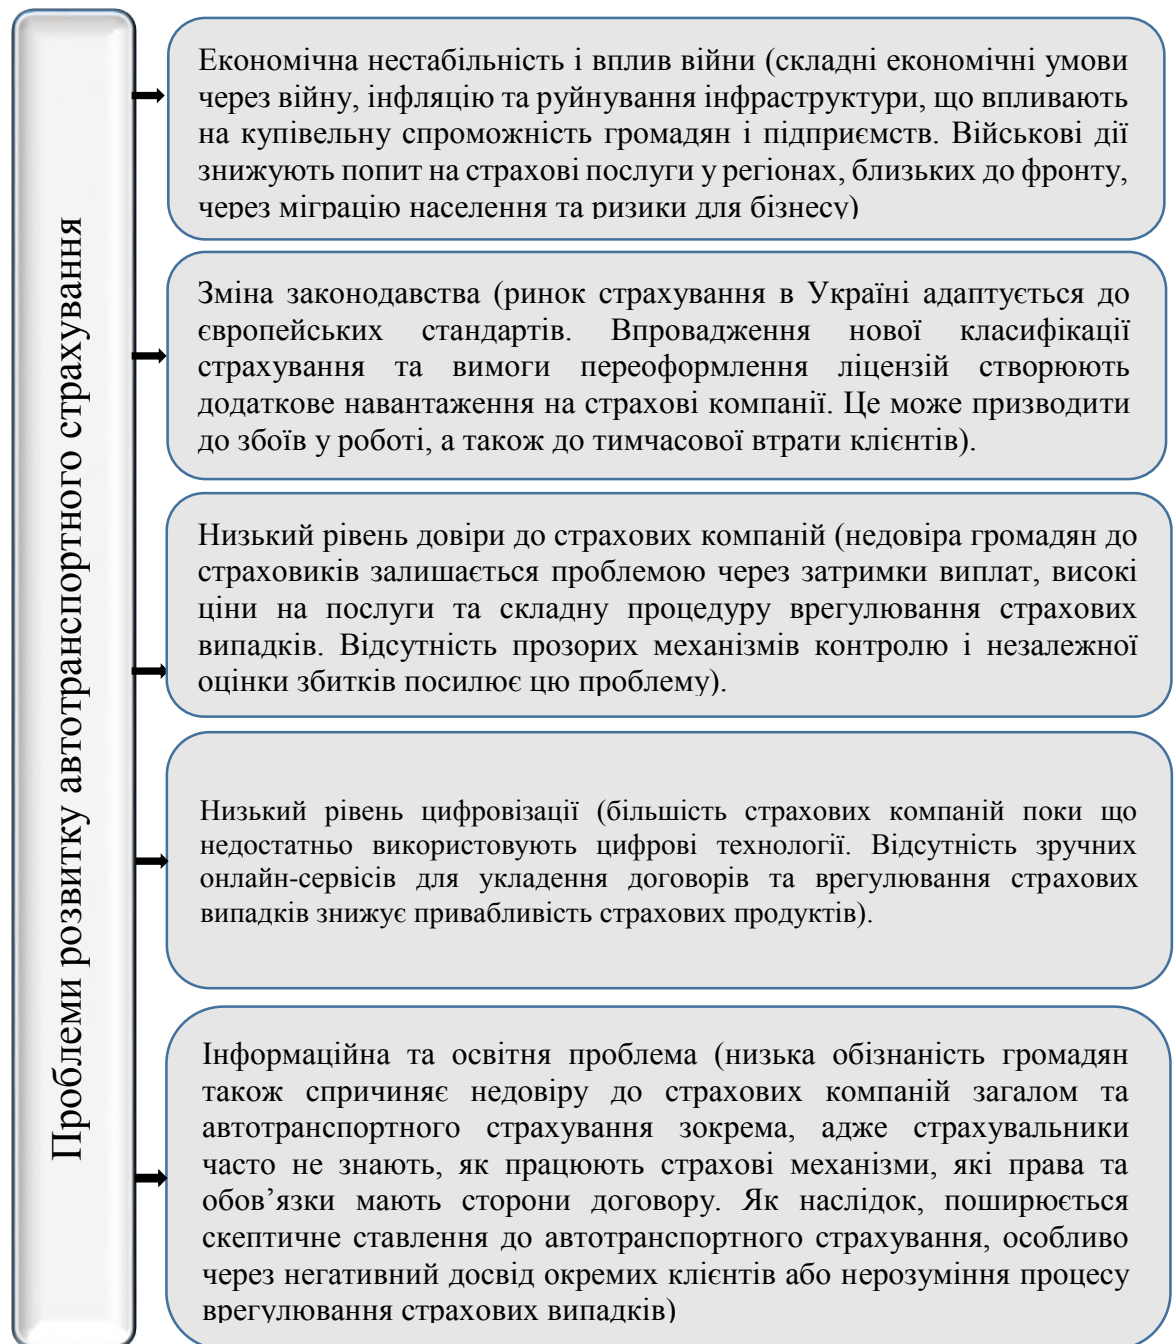 Проблеми розвитку автотранспортного страхування
Економічна нестабільність і вплив війни (складні економічні умови
через війну, інфляцію та руйнування інфраструктури, що впливають
на купівельну спроможність громадян і підприємств. Військові дії
знижують попит на страхові послуги у регіонах, близьких до фронту,
через міграцію населення та ризики для бізнесу)
Зміна законодавства (ринок страхування в Україні адаптується до
європейських стандартів. Впровадження нової класифікації
страхування та вимоги переоформлення ліцензій створюють
додаткове навантаження на страхові компанії. Це може призводити
до збоїв у роботі, а також до тимчасової втрати клієнтів).
Низький рівень довіри до страхових компаній (недовіра громадян до
страховиків залишається проблемою через затримки виплат, високі
ціни на послуги та складну процедуру врегулювання страхових
випадків. Відсутність прозорих механізмів контролю і незалежної
оцінки збитків посилює цю проблему).
Низький рівень цифровізації (більшість страхових компаній поки що
недостатньо використовують цифрові технології. Відсутність зручних
онлайн-сервісів для укладення договорів та врегулювання страхових
випадків знижує привабливість страхових продуктів).
Інформаційна та освітня проблема (низька обізнаність громадян
також спричиняє недовіру до страхових компаній загалом та
автотранспортного страхування зокрема, адже страхувальники
часто не знають, як працюють страхові механізми, які права та
обов’язки мають сторони договору. Як наслідок, поширюється
скептичне ставлення до автотранспортного страхування, особливо
через негативний досвід окремих клієнтів або нерозуміння процесу
врегулювання страхових випадків)